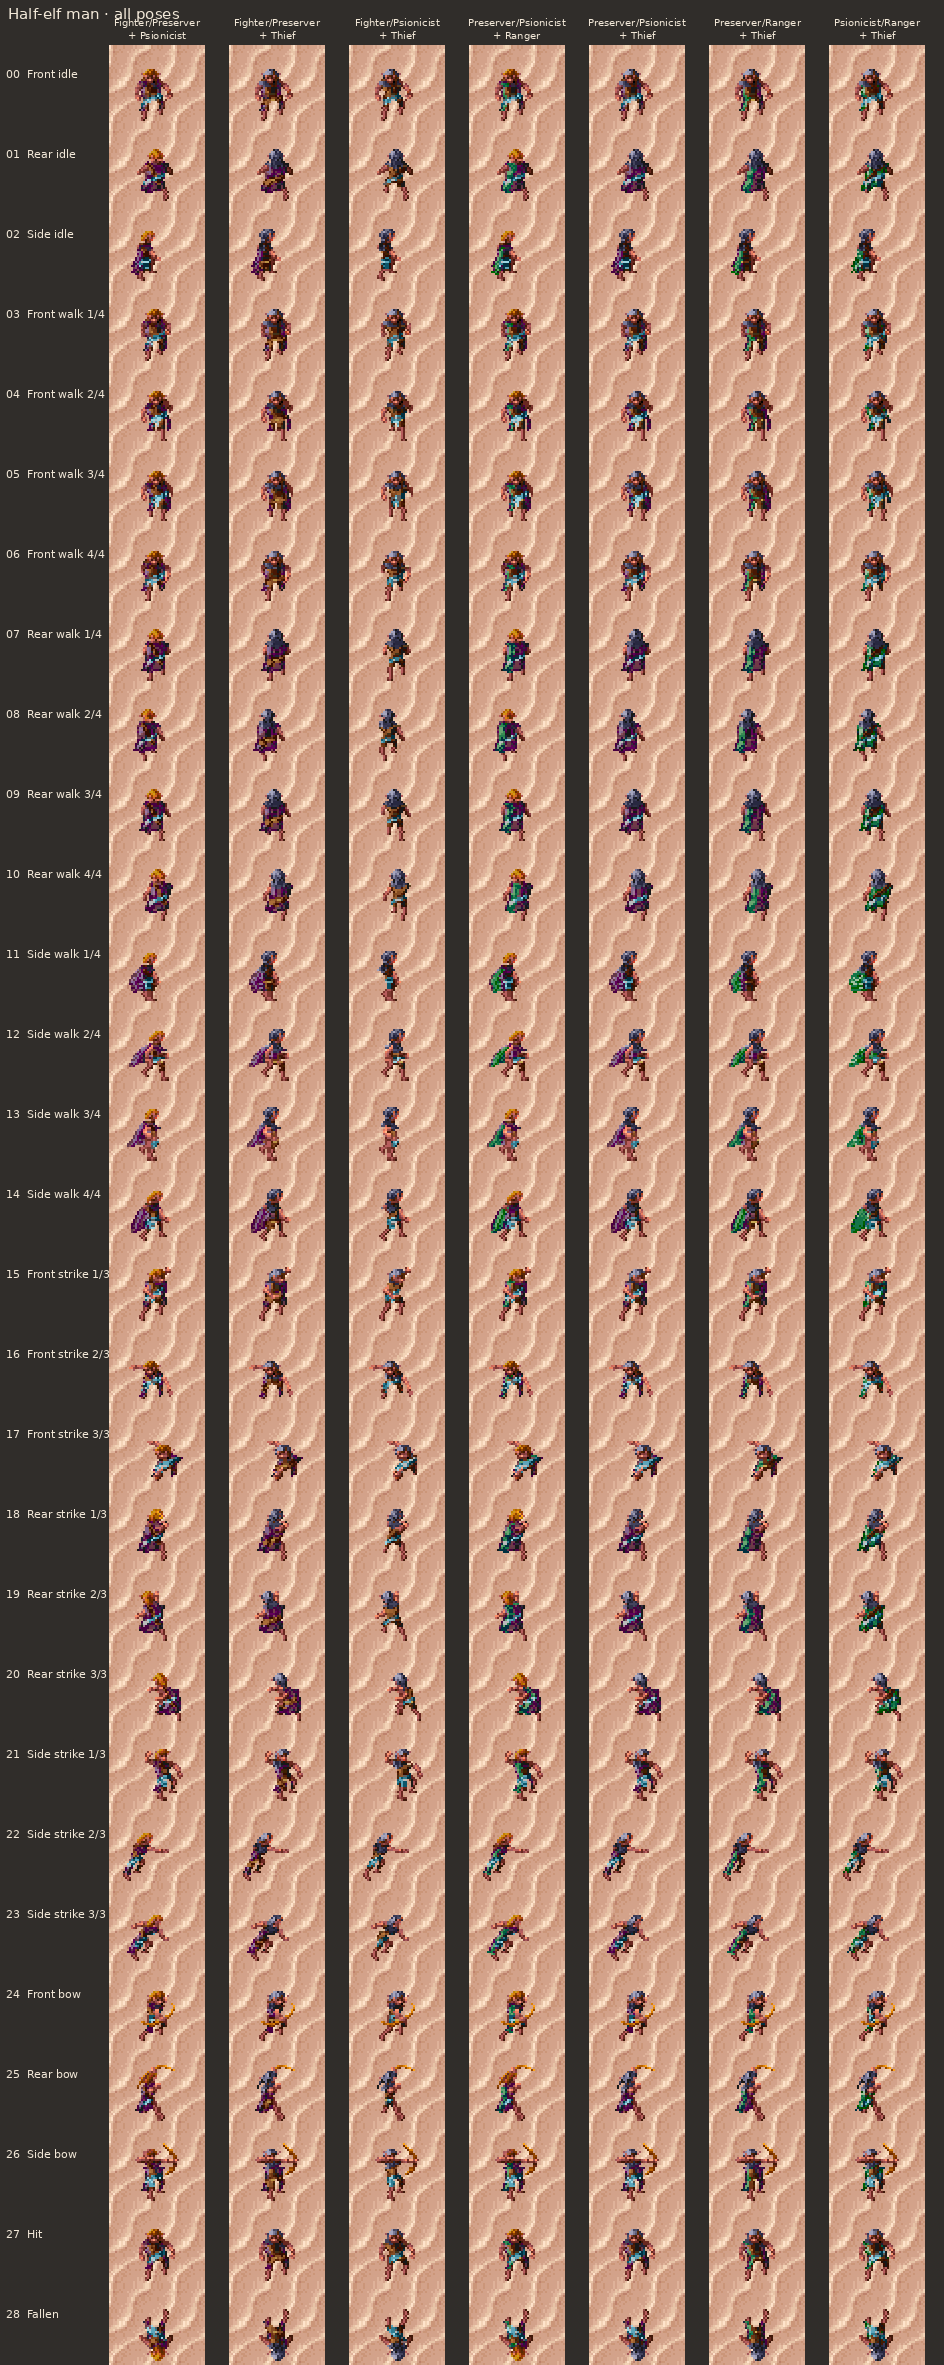 Half-elf man · all poses
Fighter/Preserver
+ Psionicist
Fighter/Preserver
+ Thief
Fighter/Psionicist
+ Thief
Preserver/Psionicist
+ Ranger
Preserver/Psionicist
+ Thief
Preserver/Ranger
+ Thief
Psionicist/Ranger
+ Thief
00 Front idle
01 Rear idle
02 Side idle
03 Front walk 1/4
04 Front walk 2/4
05 Front walk 3/4
06 Front walk 4/4
07 Rear walk 1/4
08 Rear walk 2/4
09 Rear walk 3/4
10 Rear walk 4/4
11 Side walk 1/4
12 Side walk 2/4
13 Side walk 3/4
14 Side walk 4/4
15 Front strike 1/3
16 Front strike 2/3
17 Front strike 3/3
18 Rear strike 1/3
19 Rear strike 2/3
20 Rear strike 3/3
21 Side strike 1/3
22 Side strike 2/3
23 Side strike 3/3
24 Front bow
25 Rear bow
26 Side bow
27 Hit
28 Fallen